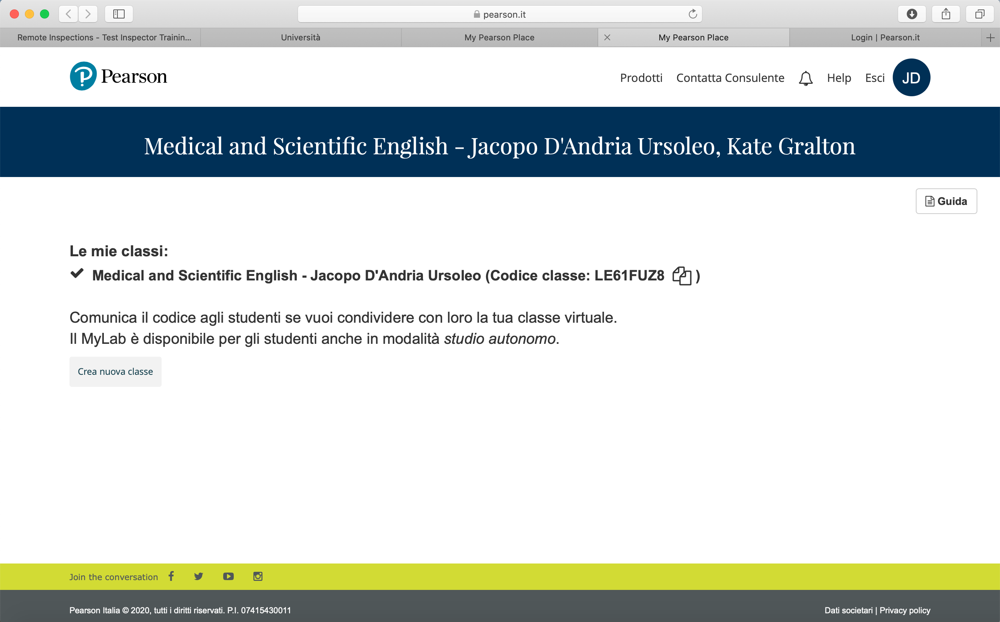 pearson.it
Remote Inspections - Test Inspector Trainin...
Università
My Pearson Place
My Pearson Place
Login | Pearson.it
Pearson
Prodotti
Contatta Consulente
Help
Esci
JD
Medical and Scientific English - Jacopo D'Andria Ursoleo, Kate Gralton
Guida
Le mie classi:
Medical and Scientific English - Jacopo D'Andria Ursoleo (Codice classe: LE61FUZ8 )
Comunica il codice agli studenti se vuoi condividere con loro la tua classe virtuale.
Il MyLab è disponibile per gli studenti anche in modalità studio autonomo.
Crea nuova classe
Join the conversation
Pearson Italia © 2020, tutti i diritti riservati. P.I. 07415430011
Dati societari | Privacy policy